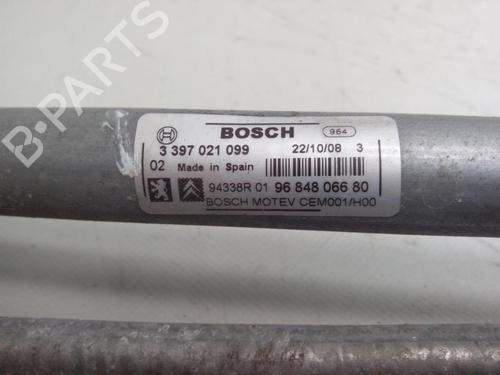 B-PARTS
BOSCH 964
3 397 021 099 22/10/08 3
02 Made in Spain
94338R 01 96 848 066 80
BOSCH MOTEV CEM001/H00